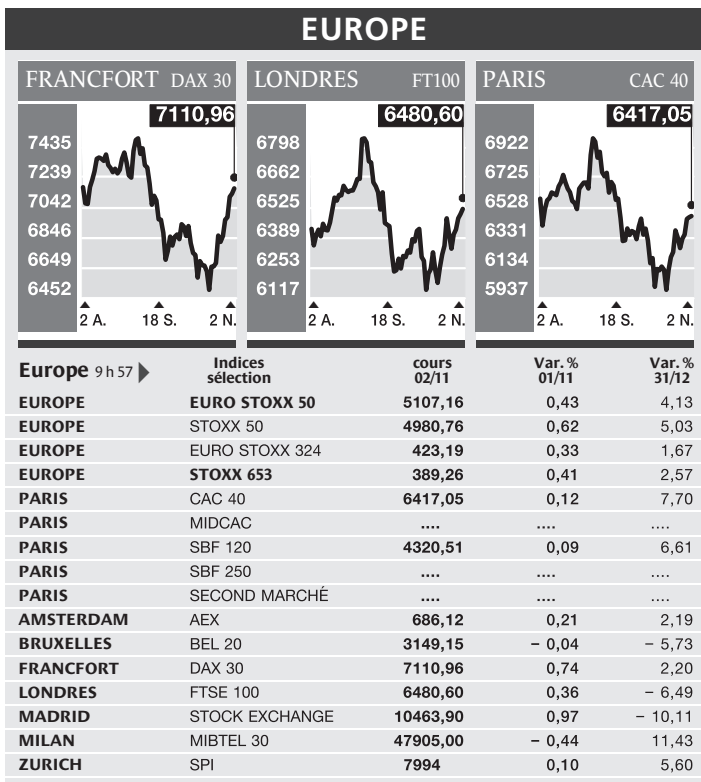 EUROPE
FRANCFORT DAX 30
7110,96
7435
7239
7042
6846
6649
6452
2 A. 18 S. 2 N.
LONDRES FT100
6480,60
6798
6662
6525
6389
6253
6117
2 A. 18 S. 2 N.
PARIS CAC 40
6417,05
6922
6725
6528
6331
6134
5937
2 A. 18 S. 2 N.
Europe 9 h 57 Indices sélection cours 02/11 Var. % 01/11 Var. % 31/12
EUROPE EURO STOXX 50 5107,16 0,43 4,13
EUROPE STOXX 50 4980,76 0,62 5,03
EUROPE EURO STOXX 324 423,19 0,33 1,67
EUROPE STOXX 653 389,26 0,41 2,57
PARIS CAC 40 6417,05 0,12 7,70
PARIS MIDCAC .... .... ....
PARIS SBF 120 4320,51 0,09 6,61
PARIS SBF 250 .... .... ....
PARIS SECOND MARCHÉ .... .... ....
AMSTERDAM AEX 686,12 0,21 2,19
BRUXELLES BEL 20 3149,15 – 0,04 – 5,73
FRANCFORT DAX 30 7110,96 0,74 2,20
LONDRES FTSE 100 6480,60 0,36 – 6,49
MADRID STOCK EXCHANGE 10463,90 0,97 – 10,11
MILAN MIBTEL 30 47905,00 – 0,44 11,43
ZURICH SPI 7994 0,10 5,60